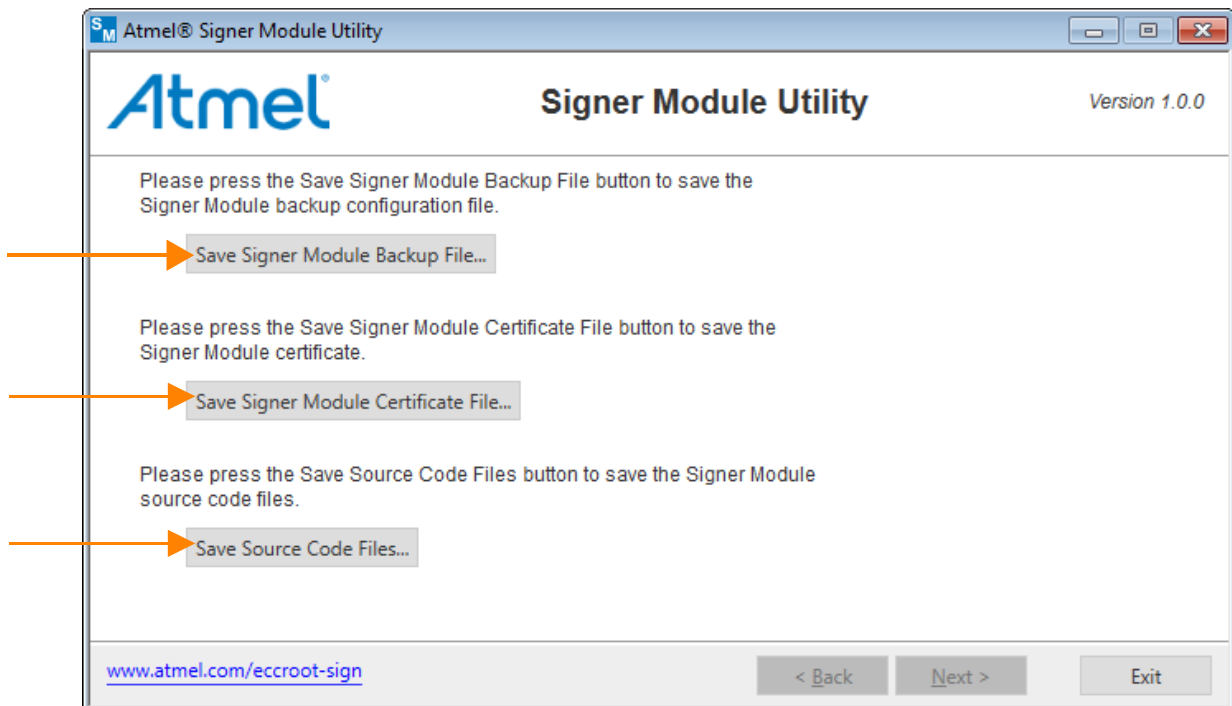 SM Atmel® Signer Module Utility
Atmel® Signer Module Utility Version 1.0.0
Please press the Save Signer Module Backup File button to save the
Signer Module backup configuration file.
Save Signer Module Backup File...
Please press the Save Signer Module Certificate File button to save the
Signer Module certificate.
Save Signer Module Certificate File...
Please press the Save Source Code Files button to save the Signer Module
source code files.
Save Source Code Files...
www.atmel.com/eccroot-sign < Back Next > Exit